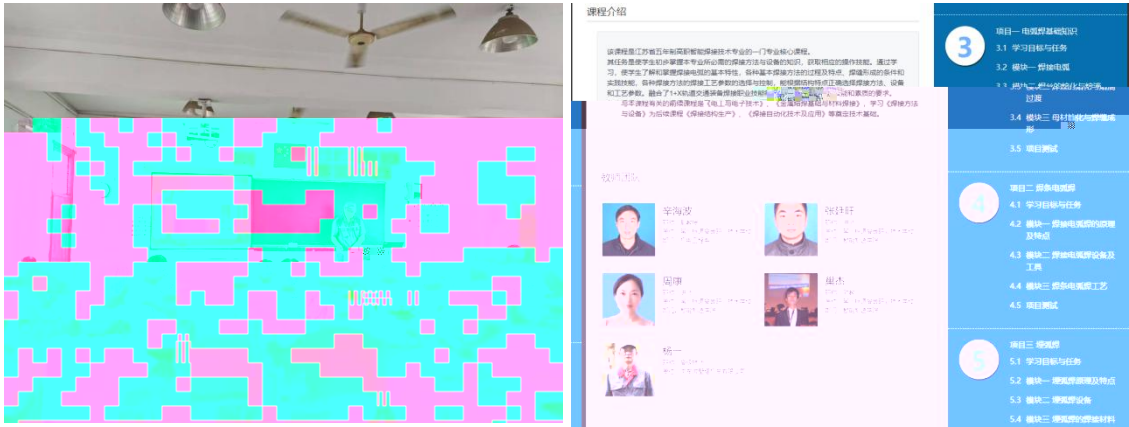 课程介绍
该课程是江苏省五年制高职智能焊接技术专业的一门专业核心课程。
其任务是使学生初步掌握本专业所必需的焊接方法与设备的知识，获取相应的操作技能。通过学
习，使学生了解和掌握焊接电弧的基本特性、各种基本焊接方法的过程及特点、焊缝形成的条件和
实践技能，各种焊接方法的焊接工艺参数的选择与控制，能根据结构特点正确选择焊接方法、设备
和工艺参数。融合了1+X轨道交通装备焊接职业技能
和素质的要求。
与本课程有关的前续课程是《电工与电子技术》、
材料焊接》，学习《焊接方法
与设备》为后续课程《焊接结构生产》、《焊接自动化技术及应用》等奠定技术基础。
李海波
张廷旺
周娜
杨一
3
项目一 电弧焊基础知识
3.1 学习目标与任务
3.2 模块一 焊接电弧
3.3
过渡
3.4 模块三 母材熔化与焊缝成
形
3.5 项目测试
4
项目二 焊条电弧焊
4.1 学习目标与任务
4.2 模块一 焊接电弧焊的原理
及特点
4.3 模块二 焊接电弧焊设备及
工具
4.4 模块三 焊条电弧焊工艺
4.5 项目测试
5
项目三 埋弧焊
5.1 学习目标与任务
5.2 模块一 埋弧焊原理及特点
5.3 模块二 埋弧焊设备
5.4 模块三 埋弧焊的焊接材料